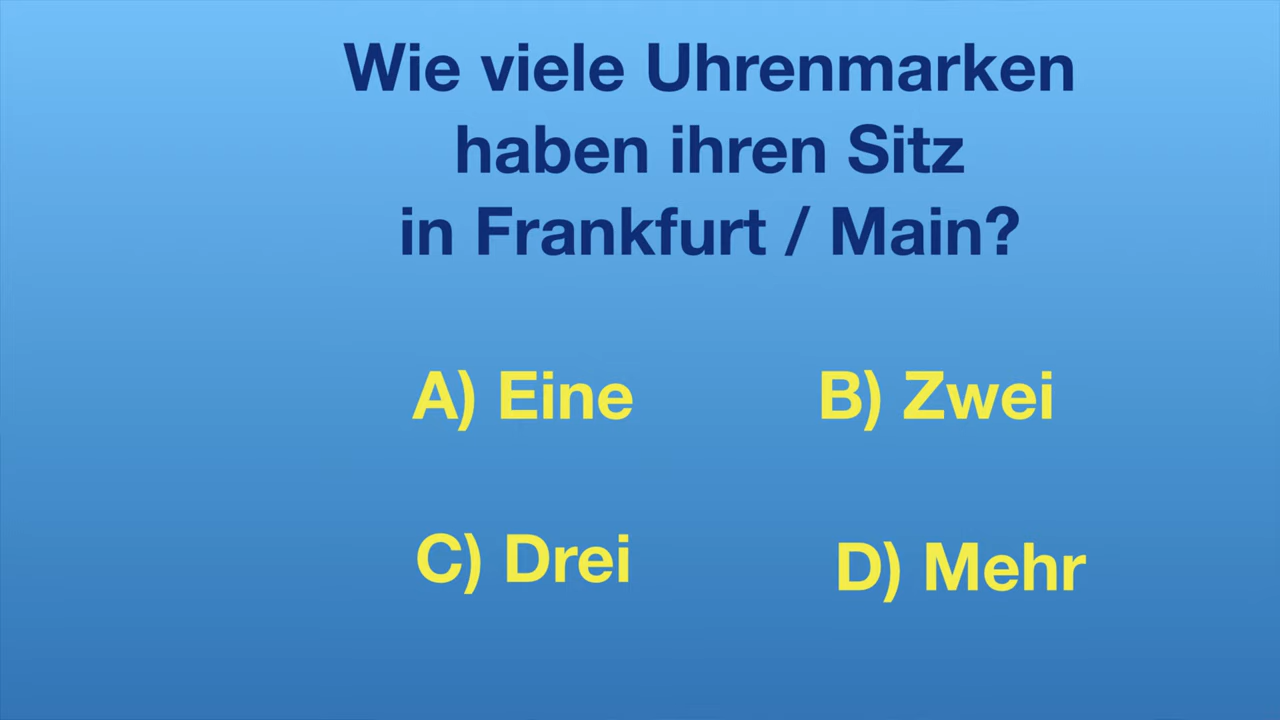 Wie viele Uhrenmarken
haben ihren Sitz
in Frankfurt / Main?
A) Eine
B) Zwei
C) Drei
D) Mehr